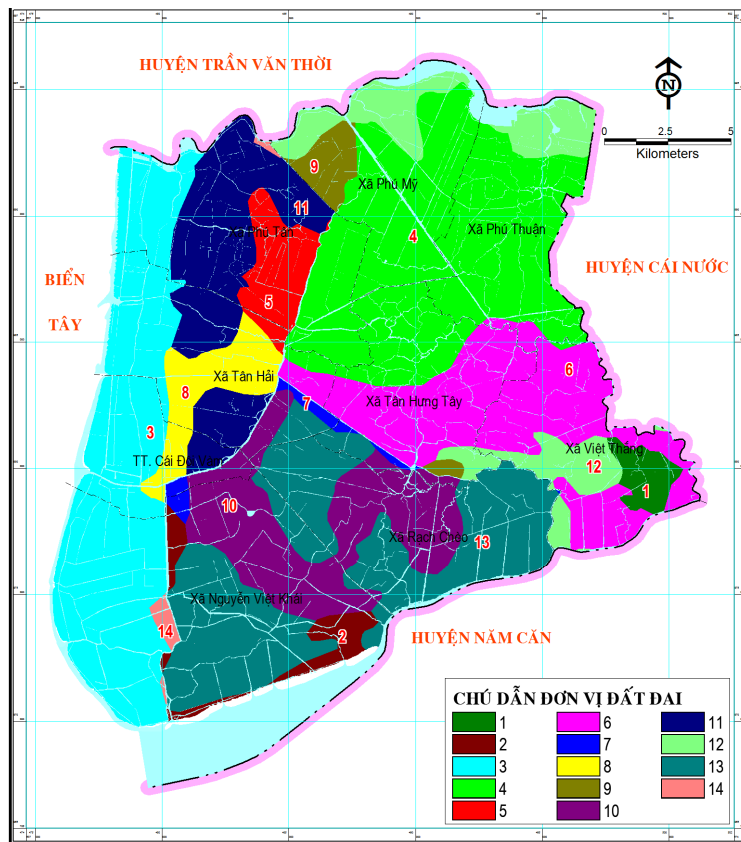 HUYỆN TRẦN VĂN THỜI
N
0 2.5 5
Kilometers
9
Xã Phú Mỹ
11
Xã Phú Tân
4
Xã Phú Thuận
BIỂN
TÂY
HUYỆN CÁI NƯỚC
5
Xã Tân Hải
6
8
7
Xã Tân Hưng Tây
3
Xã Việt Thắng
TT. Cái Đôi Vàm
12
1
10
Xã Rạch Chèo
13
Xã Nguyễn Việt Khái
14
2
HUYỆN NĂM CĂN
CHÚ DẪN ĐƠN VỊ ĐẤT ĐAI
1 6 11
2 7 12
3 8 13
4 9 14
5 10